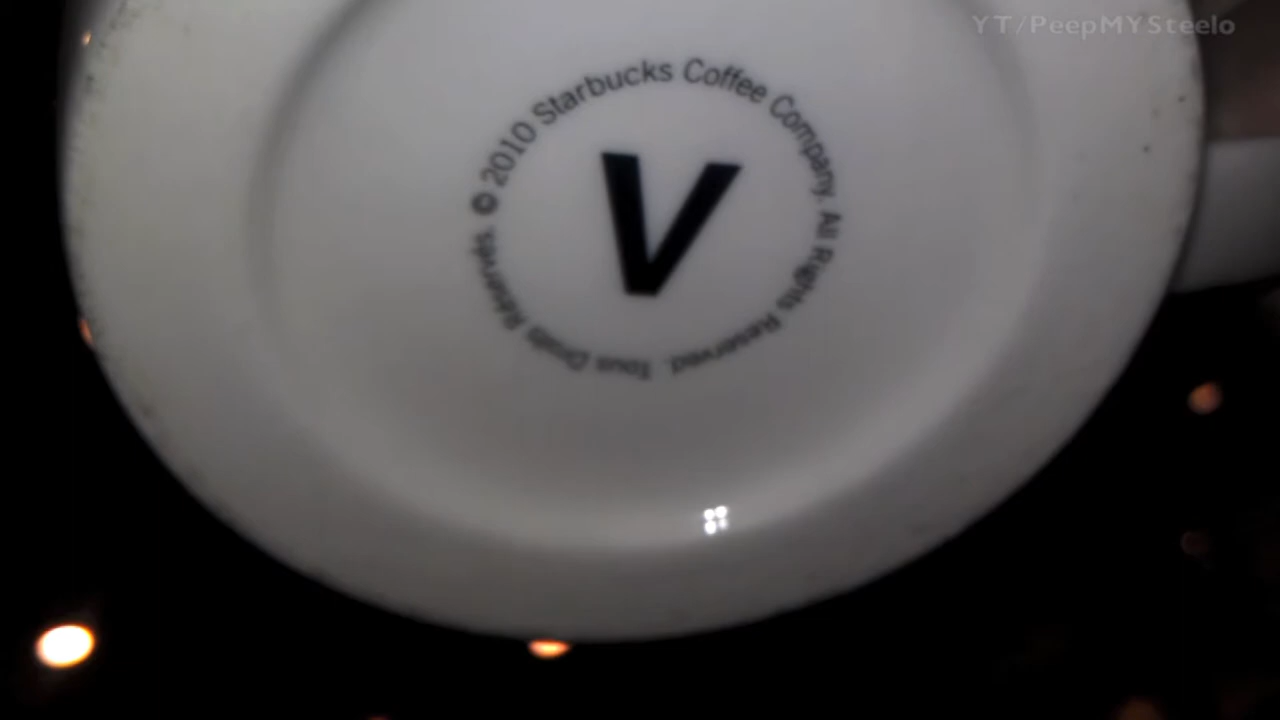 YT/PeepMYSteelo
© 2010 Starbucks Coffee Company. All Rights Reserved. Tous Droits Réservés.
V